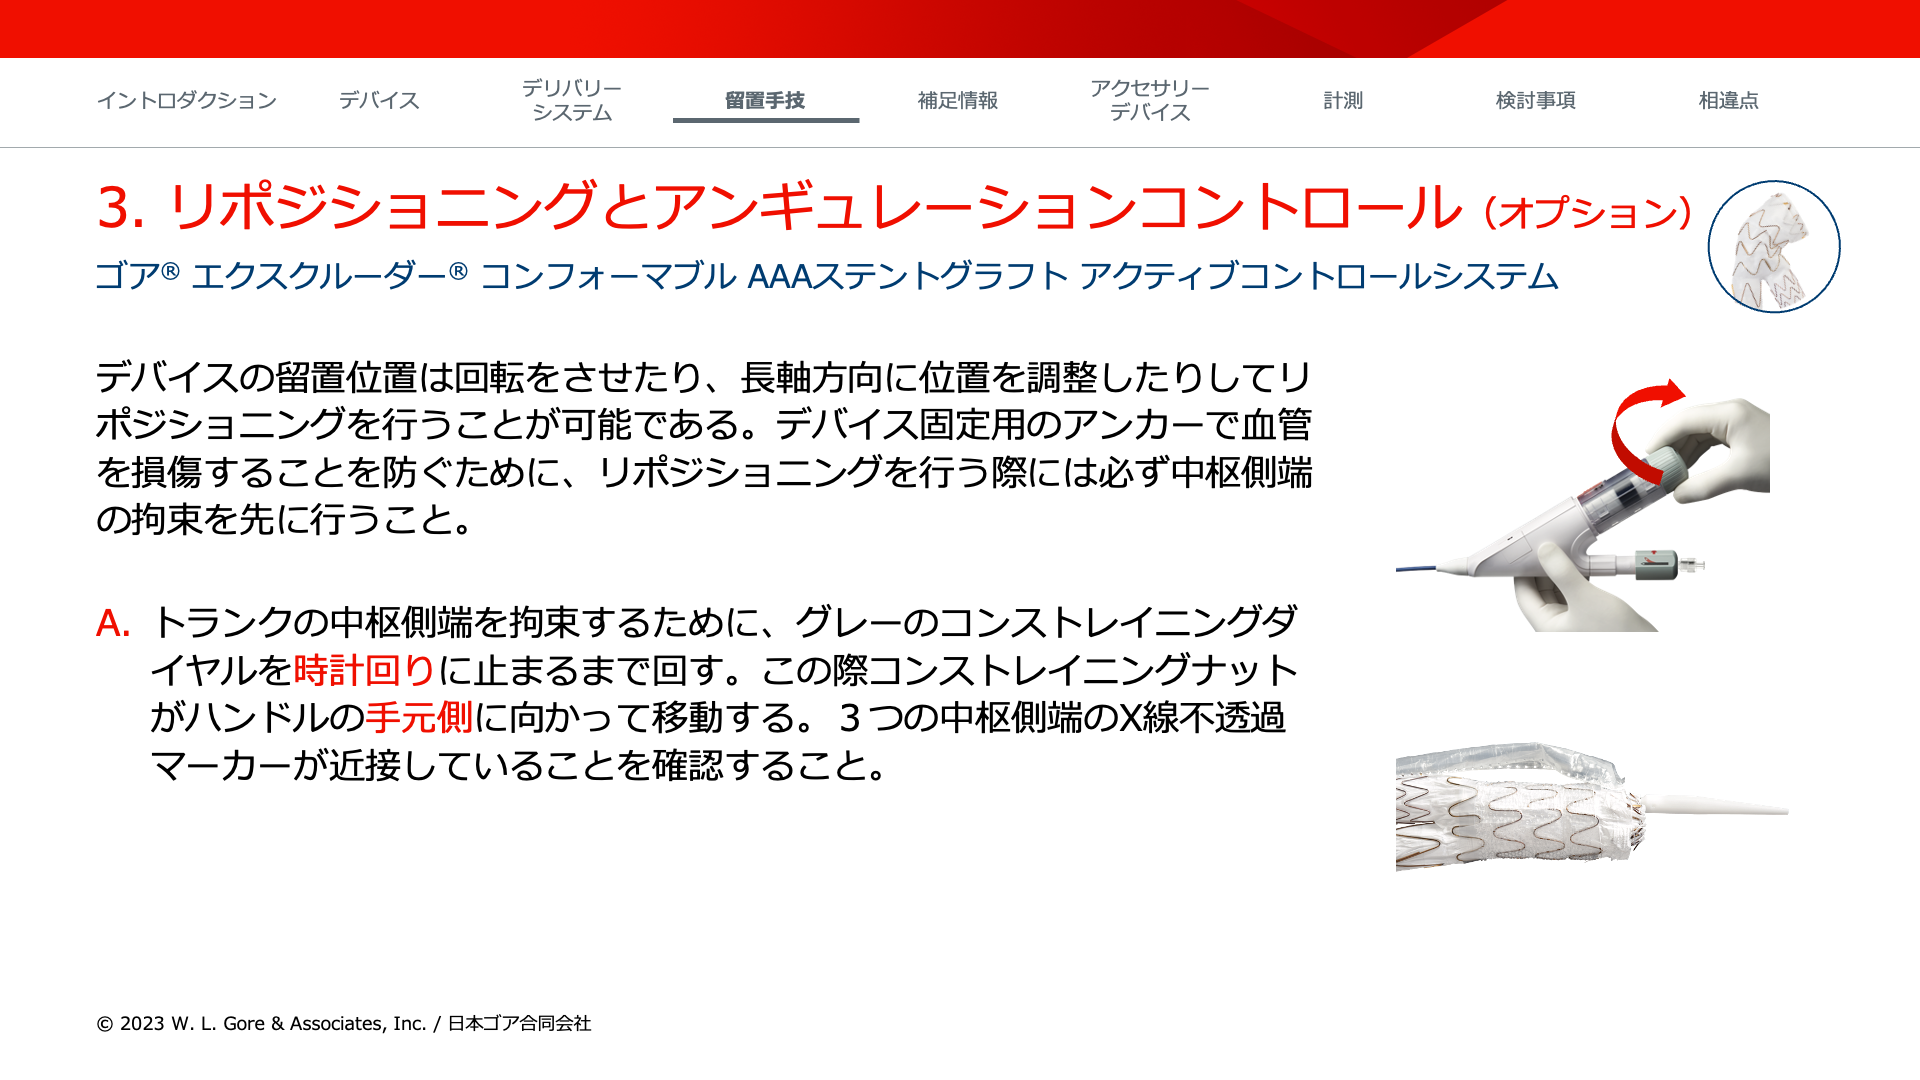 イントロダクション
デバイス
デリバリー
システム
留置手技
補足情報
アクセサリー
デバイス
計測
検討事項
相違点
3. リポジショニングとアンギュレーションコントロール（オプション）
ゴア® エクスクルーダー® コンフォーマブル AAAステントグラフト アクティブコントロールシステム
デバイスの留置位置は回転をさせたり、長軸方向に位置を調整したりしてリ
ポジショニングを行うことが可能である。デバイス固定用のアンカーで血管
を損傷することを防ぐために、リポジショニングを行う際には必ず中枢側端
の拘束を先に行うこと。
A. トランクの中枢側端を拘束するために、グレーのコンストレイニングダ
イヤルを時計回りに止まるまで回す。この際コンストレイニングナット
がハンドルの手元側に向かって移動する。３つの中枢側端のX線不透過
マーカーが近接していることを確認すること。
© 2023 W. L. Gore & Associates, Inc. / 日本ゴア合同会社